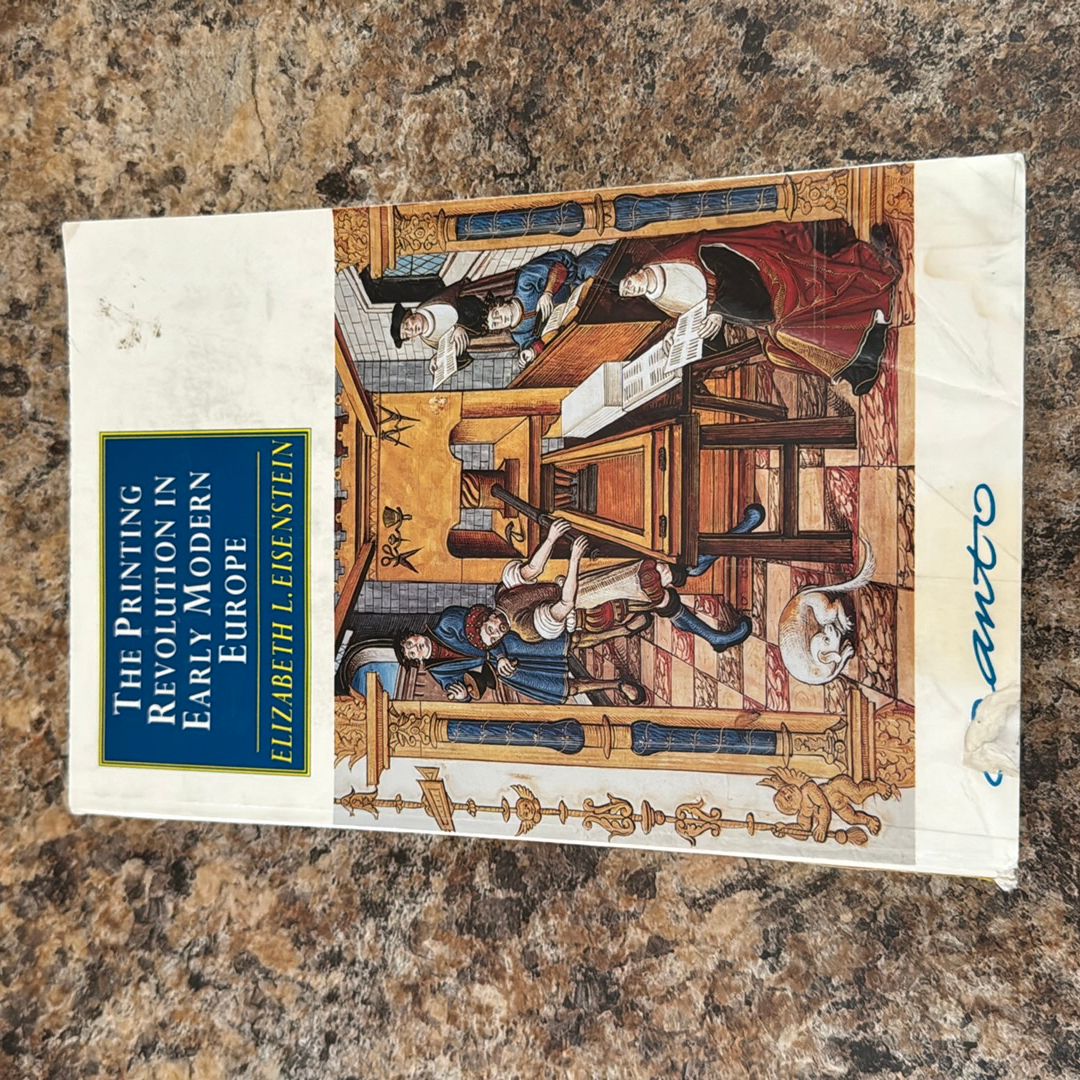 THE PRINTING
REVOLUTION IN
EARLY MODERN
EUROPE
ELIZABETH L. EISENSTEIN